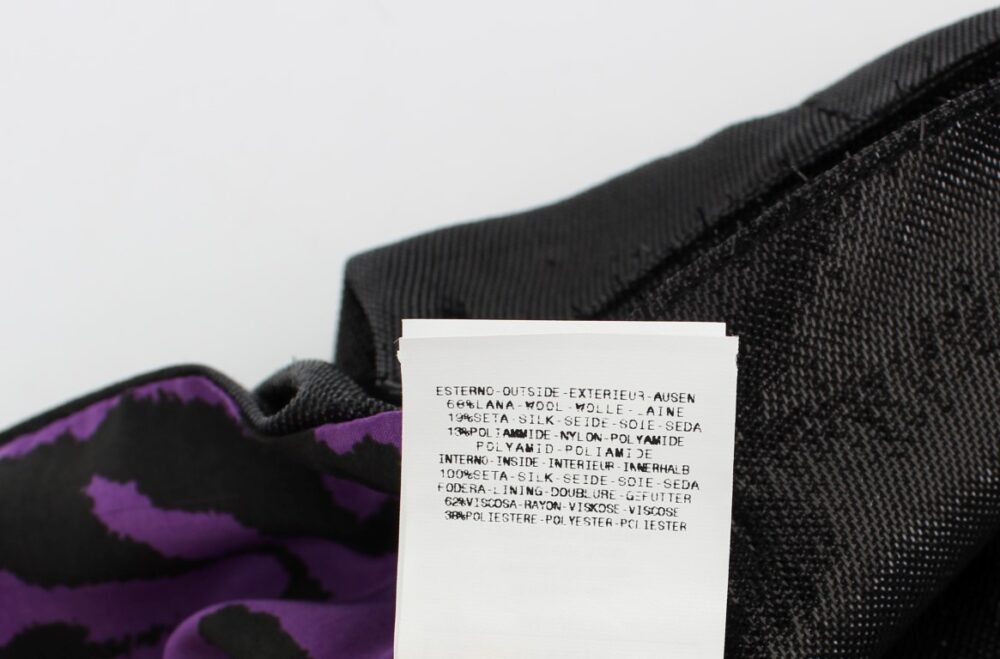 ESTERNO-OUTSIDE-EXTERIEUR-AUSEN
68%LANA-WOOL-WOLLE-LAINE
19%SETA-SILK-SEIDE-SOIE-SEDA
13%POLIAMMIDE-NYLON-POLYAMIDE
POLYAMID-POLIAMIDE
INTERNO-INSIDE-INTERIEUR-INNERHALB
100%SETA-SILK-SEIDE-SOIE-SEDA
FODERA-LINING-DOUBLURE-GEFUTTER
62%VISCOSA-RAYON-VISKOSE-VISCOSE
38%POLIESTERE-POLYESTER-POLIESTER